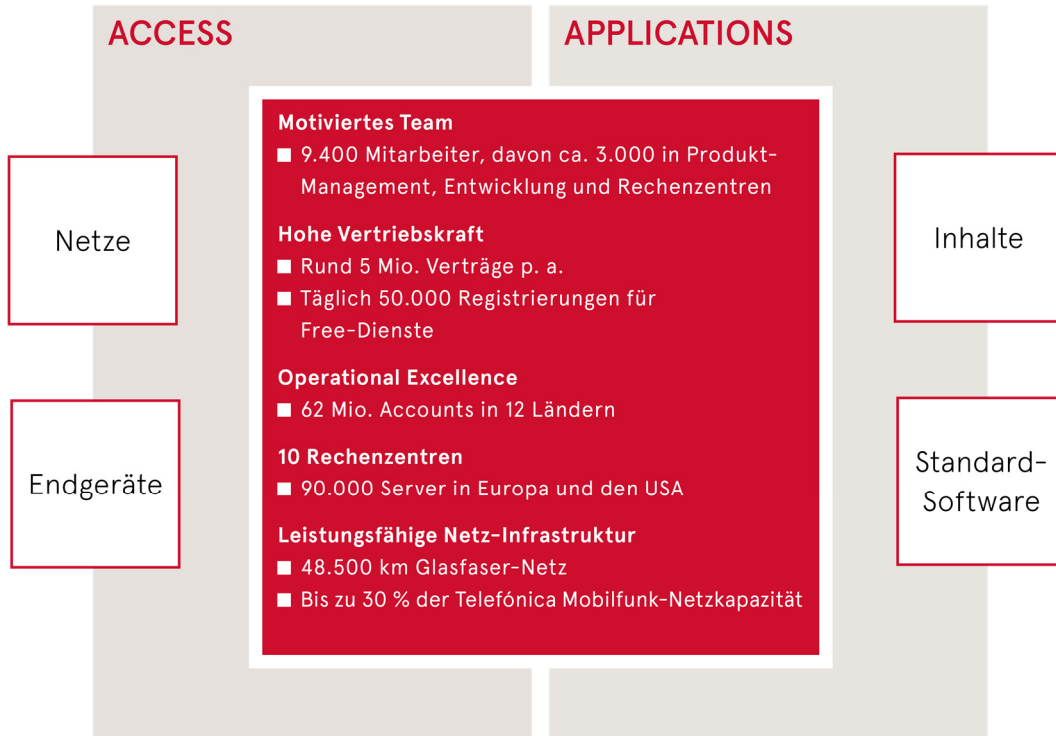 ACCESS
APPLICATIONS
Netze
Endgeräte
Motiviertes Team
■ 9.400 Mitarbeiter, davon ca. 3.000 in Produkt-
Management, Entwicklung und Rechenzentren
Hohe Vertriebskraft
■ Rund 5 Mio. Verträge p. a.
■ Täglich 50.000 Registrierungen für
Free-Dienste
Operational Excellence
■ 62 Mio. Accounts in 12 Ländern
10 Rechenzentren
■ 90.000 Server in Europa und den USA
Leistungsfähige Netz-Infrastruktur
■ 48.500 km Glasfaser-Netz
■ Bis zu 30 % der Telefónica Mobilfunk-Netzkapazität
Inhalte
Standard-
Software